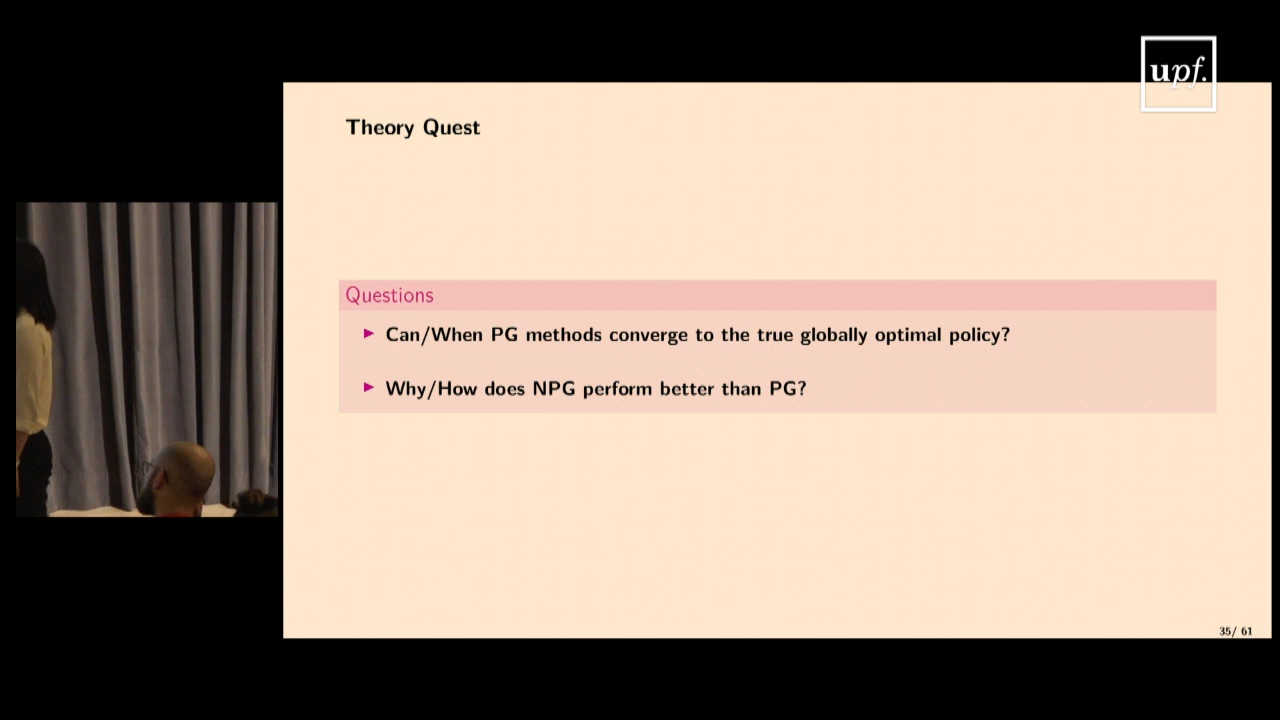 upf.
Theory Quest
Questions
▶ Can/When PG methods converge to the true globally optimal policy?
▶ Why/How does NPG perform better than PG?
35/ 61